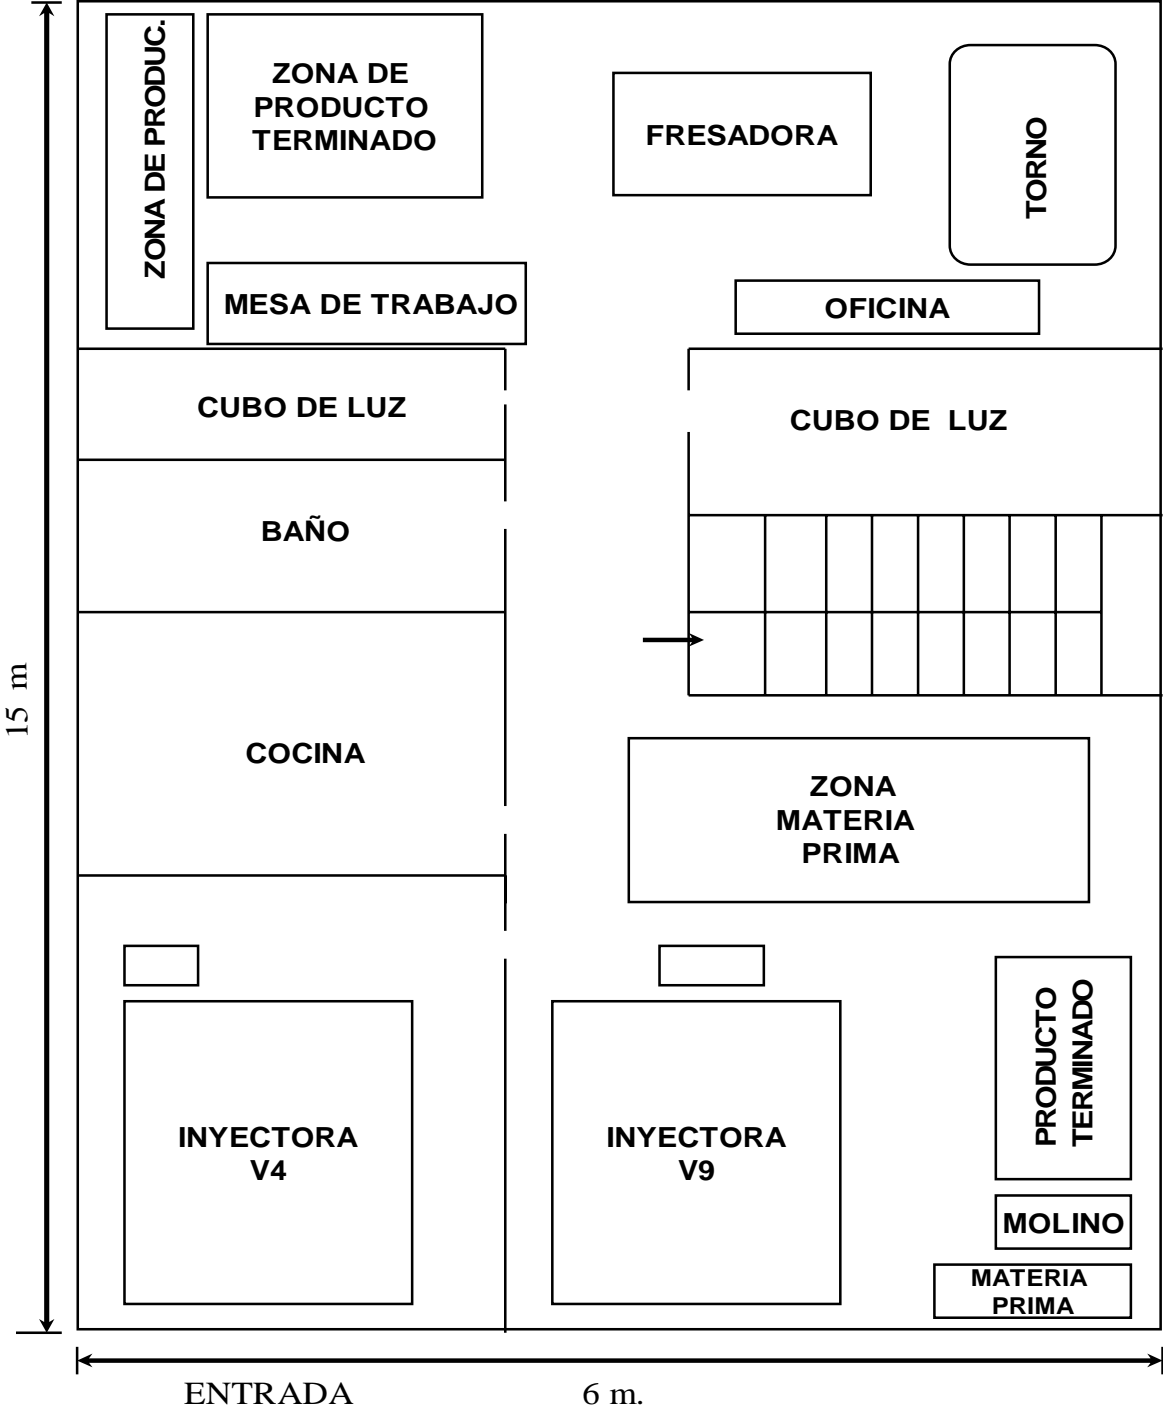 ZONA DE PRODUC.
ZONA DE
PRODUCTO
TERMINADO
FRESADORA
TORNO
MESA DE TRABAJO
OFICINA
CUBO DE LUZ
CUBO DE LUZ
BAÑO
15 m
COCINA
ZONA
MATERIA
PRIMA
PRODUCTO
TERMINADO
INYECTORA
V4
INYECTORA
V9
MOLINO
MATERIA
PRIMA
ENTRADA
6 m.